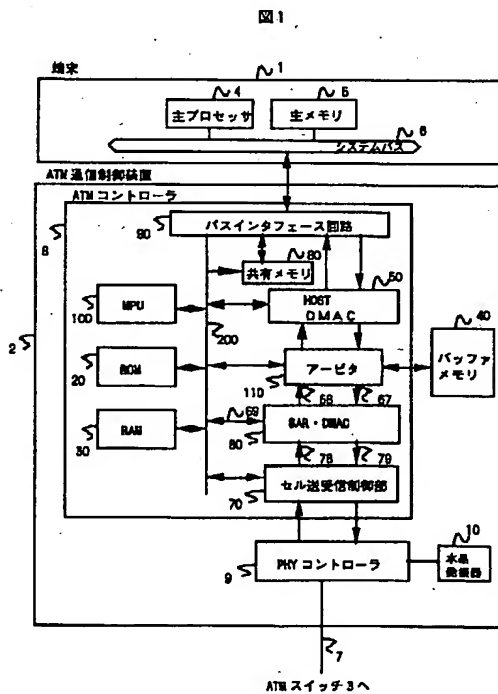 図1
端末
1
4
5
主プロセッサ
主メモリ
6
システムバス
ATM通信制御装置
ATMコントローラ
8
90
バスインタフェース回路
80
共有メモリ
50
HOST
DMAC
100
MPU
200
40
バッファ
メモリ
2
20
ROM
110
アービタ
68
67
30
RAM
69
60
SAR・DMAC
78
79
70
セル送受信制御部
10
水晶
発振器
9
PHYコントローラ
7
ATMスイッチ3へ